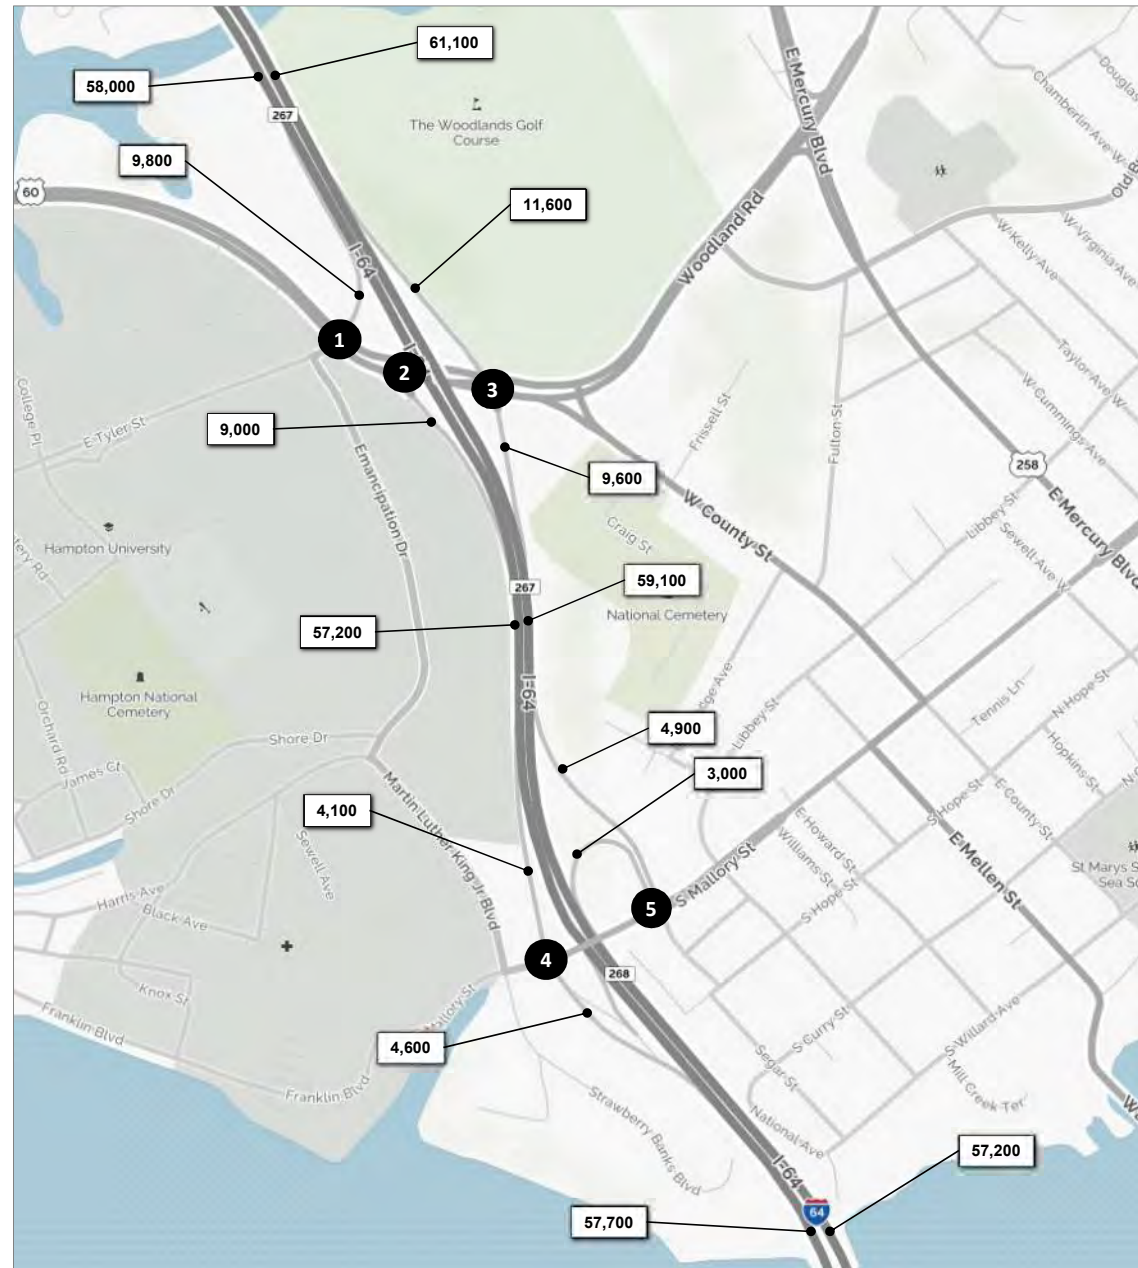 61,100
58,000
267
The Woodlands Golf
Course
E Mercury Blvd
Douglas
Chamberlin Ave W
9,800
60
11,600
W Kelly Ave
W Virginia Ave
Woodland Rd
I-64
1
2
3
Taylor Ave W
W Cummings Ave
College Pl
E Tyler St
9,000
Emancipation Dr
Frissell St
Fulton St
9,600
258
E Mercury Blvd
W County St
Libbey St
Sewell Ave W
Craig St
Hampton University
267
59,100
National Cemetery
57,200
I-64
Hampton National
Cemetery
Orchard Rd
Shore Dr
James Ct
Shore Dr
Libbey St
Tennis Ln
N Hope St
Hopkins St
4,900
3,000
4,100
Martin Luther King Jr Blvd
Sewell Ave
E Howard St
Williams St
S Hope St
S Hope St
E County St
E Mellen St
St Marys S
Sea Sc
S Mallory St
5
Harris Ave
Black Ave
4
268
Knox St
Franklin Blvd
Mallory St
4,600
Franklin Blvd
S Curry St
Segar St
S Willard Ave
Mill Creek Ter
National Ave
Strawberry Banks Blvd
I-64
57,200
64
57,700